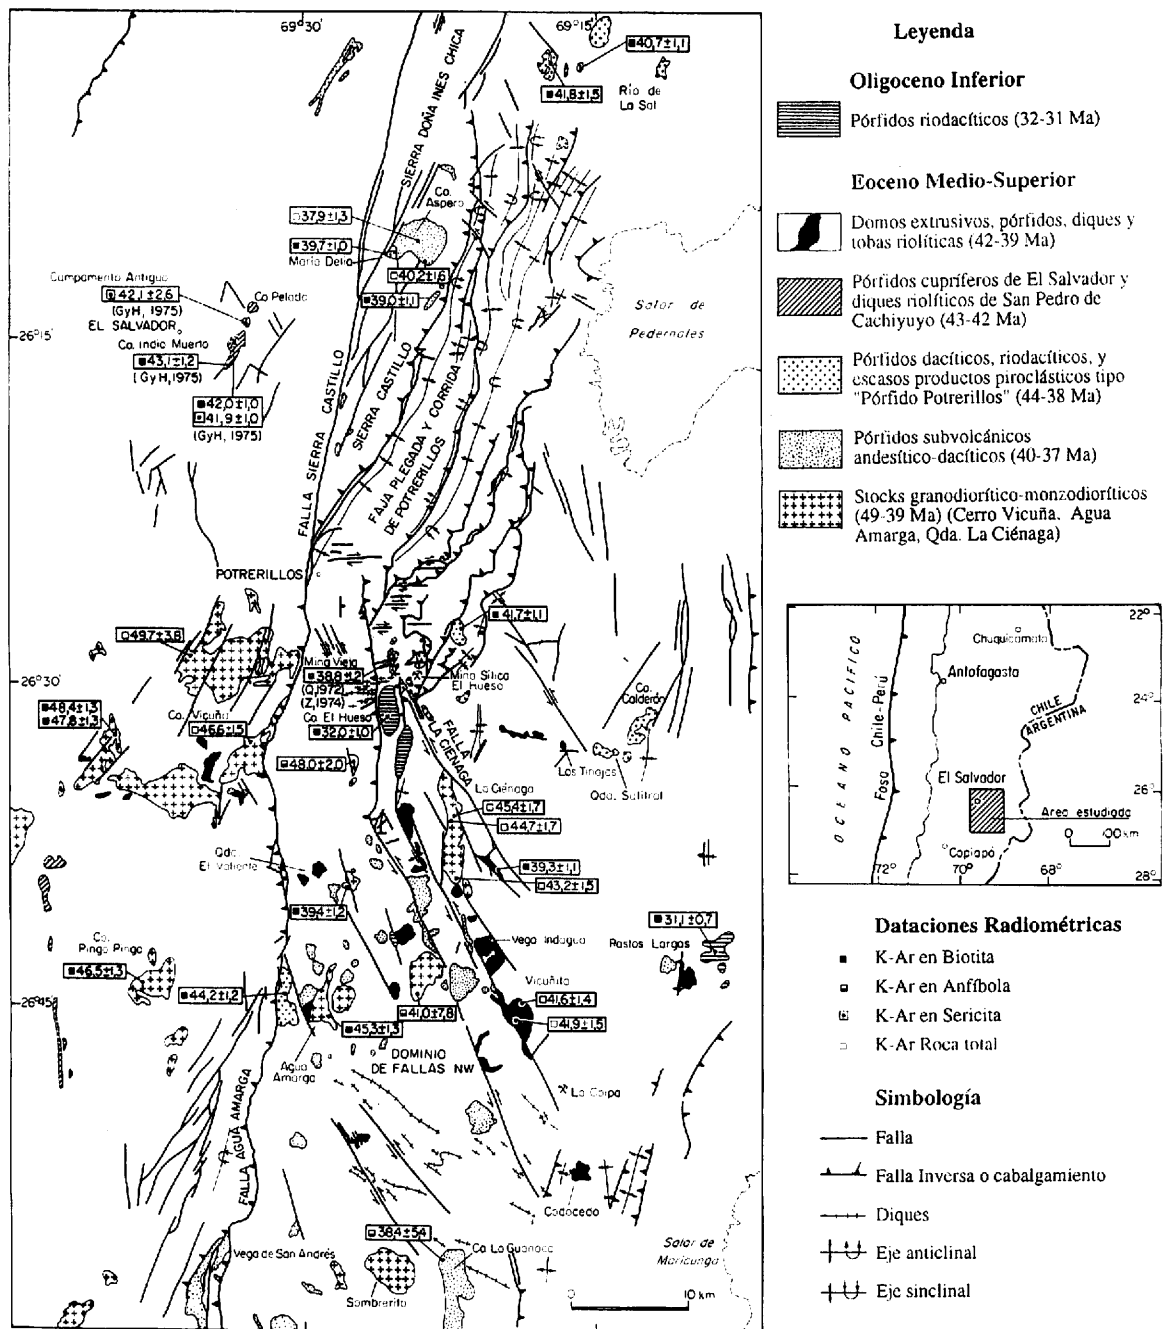 69°30'
69°15'
40,7±1,1
41,8±1,5
Río de
La Sal
SIERRA DOÑA INES CHICA
Co.
Aspero
37,9±1,3
39,7±1,0
Maria Delia
40,2±1,6
39,0±1,1
Salar de
Pedernales
Campamento Antiguo
42,1±2,6
(GyH, 1975)
Co Pelado
EL SALVADOR
Co. Indio Muerto
43,1±1,2
(GyH, 1975)
26°15'
42,0±1,0
41,9±1,0
(GyH, 1975)
FALLA SIERRA CASTILLO
SIERRA CASTILLO
FAJA PLEGADA Y CORRIDA
DE POTRERILLOS
POTRERILLOS
49,7±3,8
41,7±1,1
Mina Vieja
38,8±1,2
(Q,1972)
(Z,1974)
Mina Sílica
El Hueso
Co. El Hueso
32,0±1,0
26°30'
48,4±1,3
47,8±1,3
Co. Vicuña
46,6±1,5
48,0±2,0
FALLA
LA CIENAGA
Co.
Calderón
Los Tiriajos
Qda. Salitral
La Ciénaga
45,4±1,7
44,7±1,7
39,3±1,1
43,2±1,5
Qda.
El Valiente
39,4±1,2
Vega Indagua
31,1±0,7
Pastos Largos
Co.
Pingo Pingo
46,5±1,3
Vicuñita
41,6±1,4
41,9±1,5
26°45'
44,2±1,2
45,3±1,3
41,0±7,8
Agua
Amarga
DOMINIO
DE FALLAS NW
La Coipa
FALLA AGUA AMARGA
Codocedo
38,4±5,4
Vega de San Andrés
Co. La Guanaca
Sombrerito
Salar de
Maricunga
0
10 km
Leyenda
Oligoceno Inferior
Pórfidos riodacíticos (32-31 Ma)
Eoceno Medio-Superior
Domos extrusivos, pórfidos, diques y
tobas riolíticas (42-39 Ma)
Pórfidos cupríferos de El Salvador y
diques riolíticos de San Pedro de
Cachiyuyo (43-42 Ma)
Pórfidos dacíticos, riodacíticos, y
escasos productos piroclásticos tipo
"Pórfido Potrerillos" (44-38 Ma)
Pórfidos subvolcánicos
andesítico-dacíticos (40-37 Ma)
Stocks granodiorítico-monzodioríticos
(49-39 Ma) (Cerro Vicuña, Agua
Amarga, Qda. La Ciénaga)
22°
Chuquicamata
Antofagasta
24°
OCEANO PACIFICO
Fosa Chile-Perú
CHILE
ARGENTINA
El Salvador
26°
Area estudiada
0 100 km
Copiapó
72°
70°
68°
28°
Dataciones Radiométricas
K-Ar en Biotita
K-Ar en Anfíbola
K-Ar en Sericita
K-Ar Roca total
Simbología
Falla
Falla Inversa o cabalgamiento
Diques
Eje anticlinal
Eje sinclinal